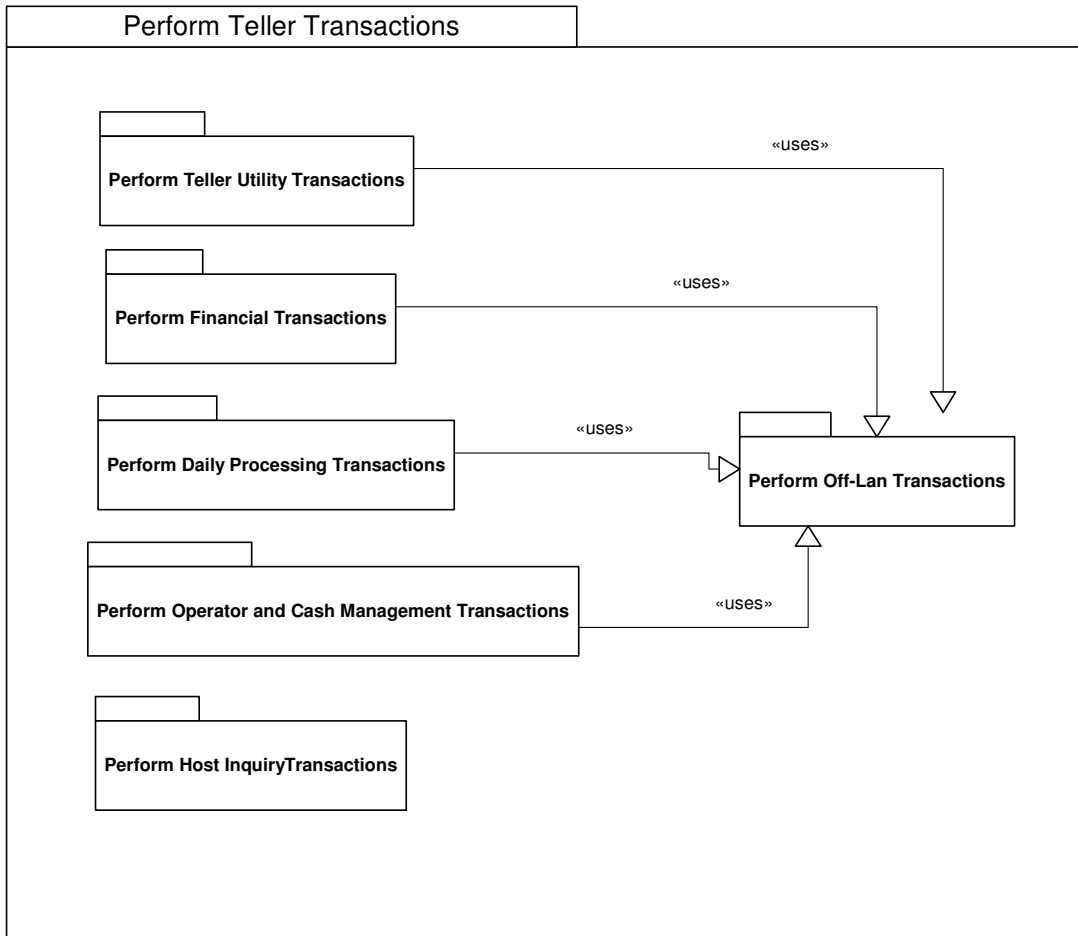 Perform Teller Transactions
«uses»
Perform Teller Utility Transactions
«uses»
Perform Financial Transactions
«uses»
Perform Daily Processing Transactions
Perform Off-Lan Transactions
«uses»
Perform Operator and Cash Management Transactions
Perform Host InquiryTransactions